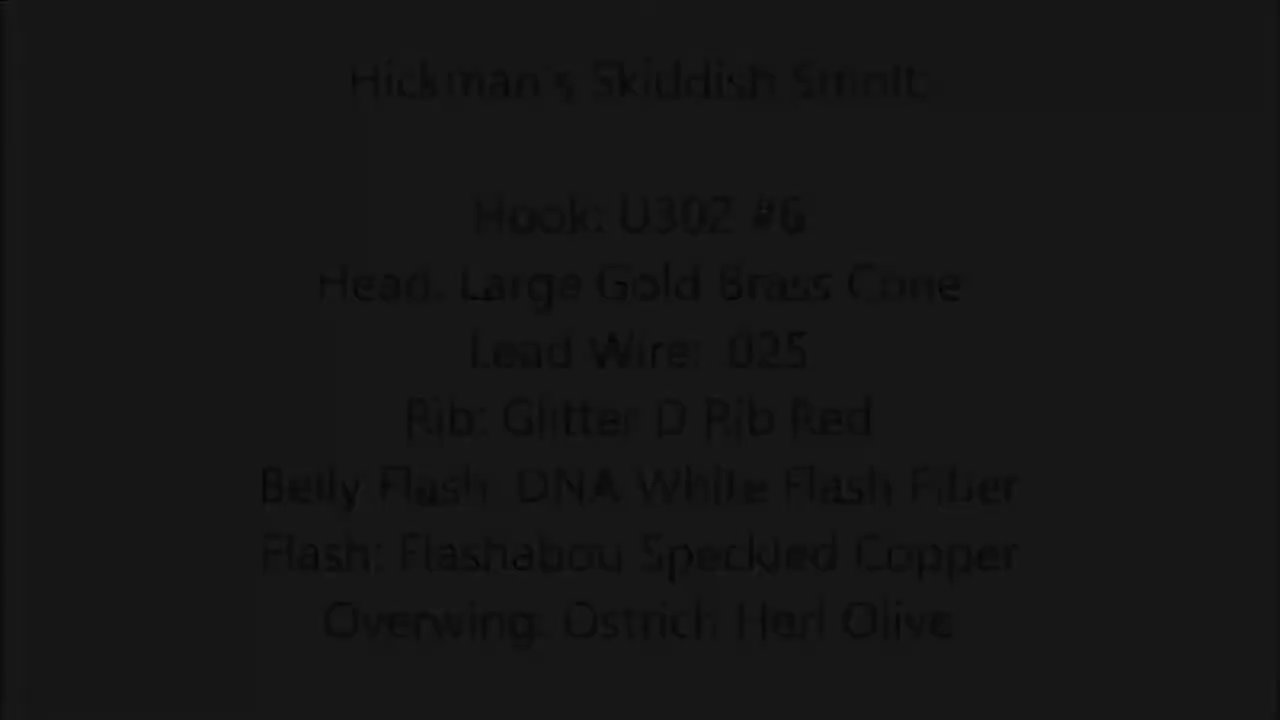 Hickman's Skiddish Smolt:
Hook: U302 #6
Head: Large Gold Brass Cone
Lead Wire: .025
Rib: Glitter D Rib Red
Belly Flash: DNA White Flash Fiber
Flash: Flashabou Speckled Copper
Overwing: Ostrich Herl Olive